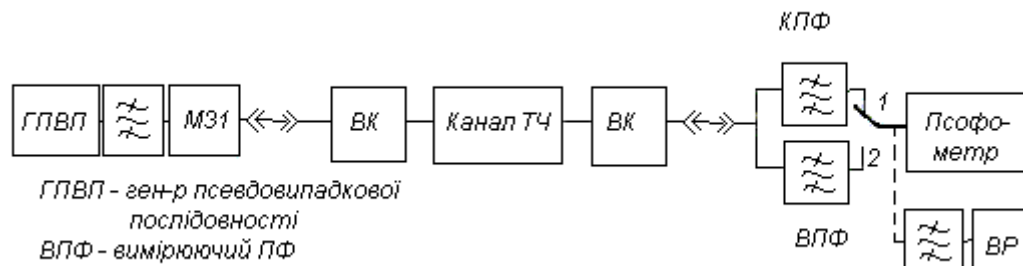 КПФ
ГПВП
МЗ1
ВК
Канал ТЧ
ВК
1
Псофо-
метр
2
ГПВП - ген-р псевдовипадкової
послідовності
ВПФ - вимірюючий ПФ
ВПФ
ВР